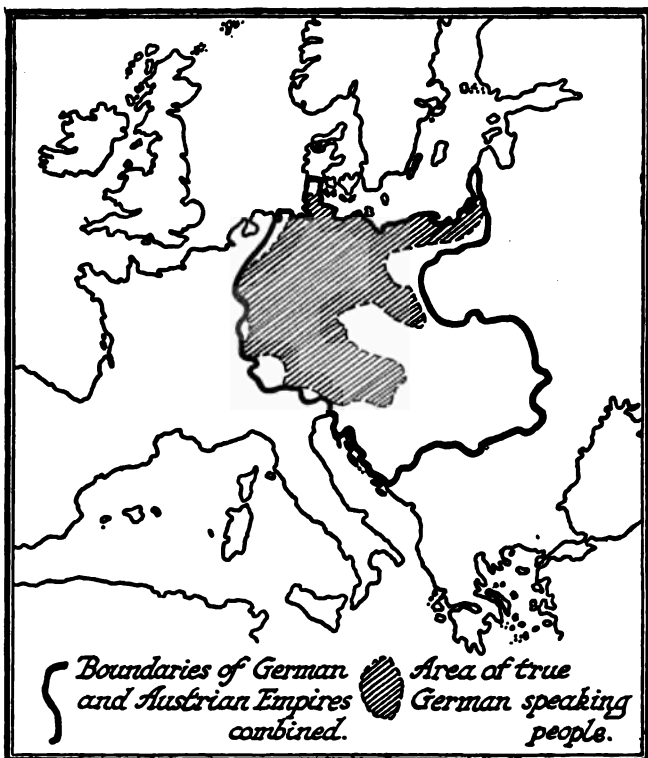 Boundaries of German
and Austrian Empires
combined.
Area of true
German speaking
people.